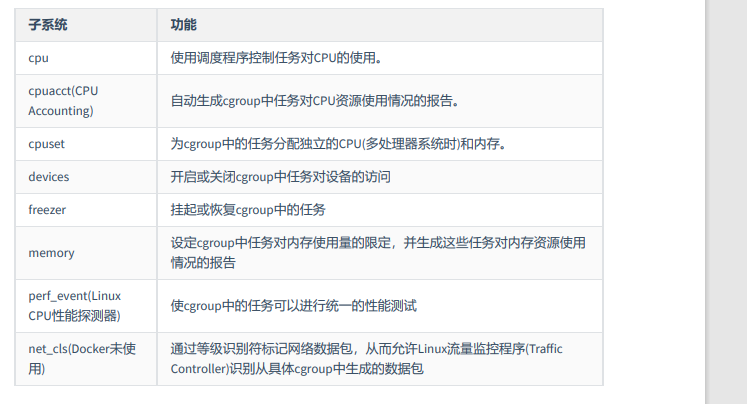 子系统 功能
cpu 使用调度程序控制任务对CPU的使用。
cpuacct(CPU
Accounting) 自动生成cgroup中任务对CPU资源使用情况的报告。
cpuset 为cgroup中的任务分配独立的CPU(多处理器系统时)和内存。
devices 开启或关闭cgroup中任务对设备的访问
freezer 挂起或恢复cgroup中的任务
memory 设定cgroup中任务对内存使用量的限定，并生成这些任务对内存资源使用
情况的报告
perf_event(Linux
CPU性能探测器) 使cgroup中的任务可以进行统一的性能测试
net_cls(Docker未使
用)
通过等级识别符标记网络数据包，从而允许Linux流量监控程序(Traffic
Controller)识别从具体cgroup中生成的数据包